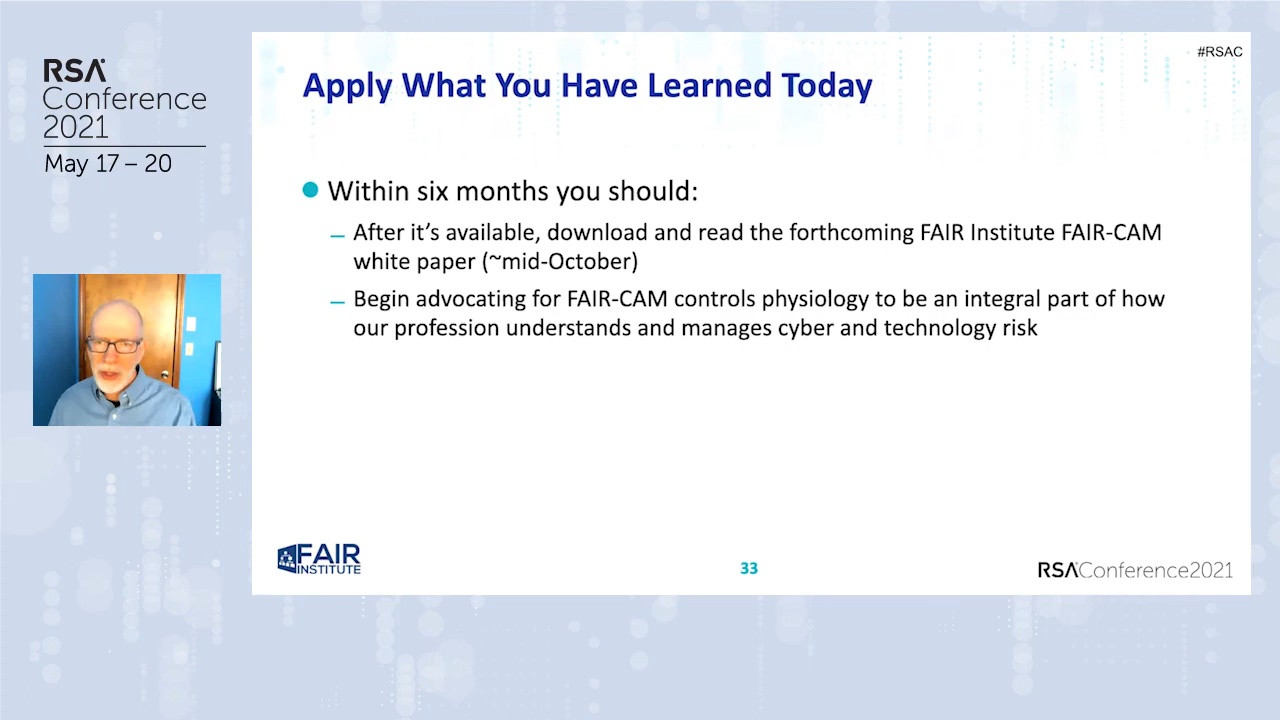 RSA
Conference
2021
May 17 – 20
#RSAC
Apply What You Have Learned Today
Within six months you should:
– After it's available, download and read the forthcoming FAIR Institute FAIR-CAM
white paper (~mid-October)
– Begin advocating for FAIR-CAM controls physiology to be an integral part of how
our profession understands and manages cyber and technology risk
FAIR
INSTITUTE
33
RSAConference2021